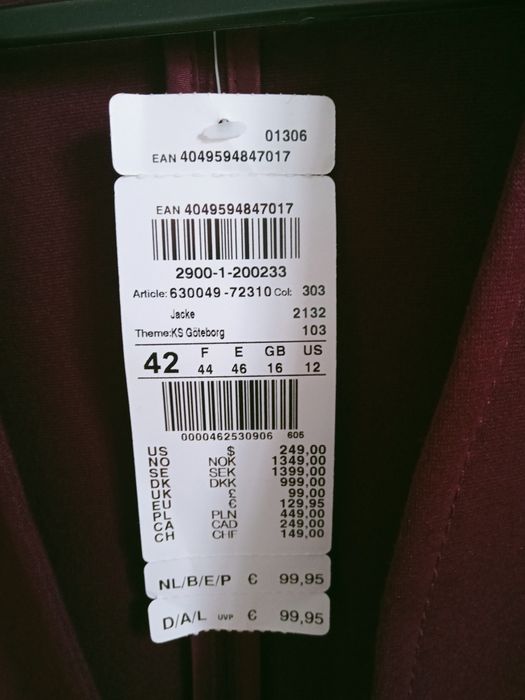 01306
EAN 4049594847017
EAN 4049594847017
2900-1-200233
Article: 630049-72310 Col: 303
Jacke 2132
Theme:KS Göteborg 103
42 F E GB US
44 46 16 12
0000462530906 605
US $ 249,00
NO NOK 1349,00
SE SEK 1399,00
DK DKK 999,00
UK £ 99,00
EU € 129,95
PL PLN 449,00
CA CAD 249,00
CH CHF 149,00
NL/B/E/P € 99,95
D/A/L UVP € 99,95